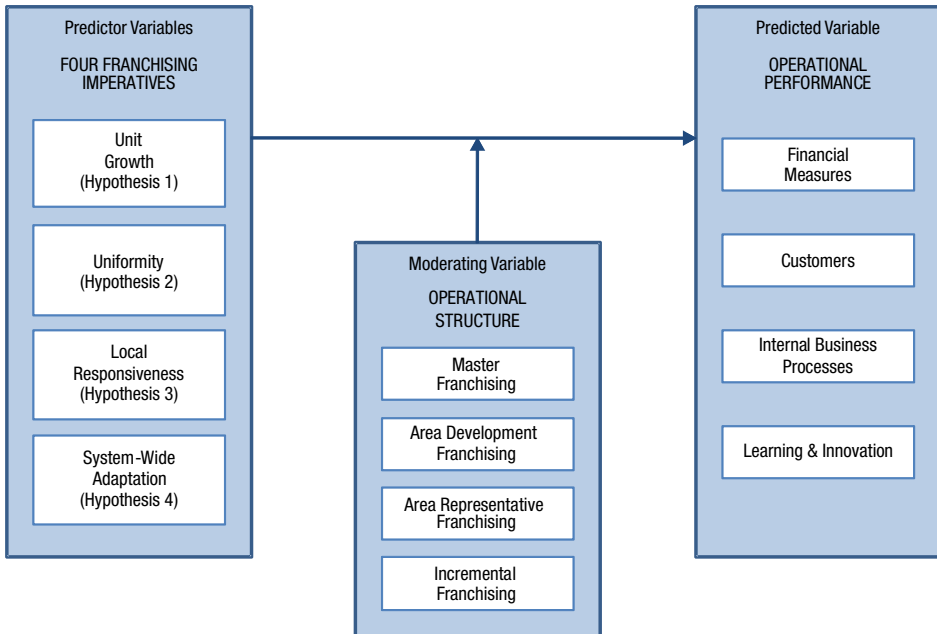 Predictor Variables
FOUR FRANCHISING
IMPERATIVES
Unit
Growth
(Hypothesis 1)
Uniformity
(Hypothesis 2)
Local
Responsiveness
(Hypothesis 3)
System-Wide
Adaptation
(Hypothesis 4)
Moderating Variable
OPERATIONAL
STRUCTURE
Master
Franchising
Area Development
Franchising
Area Representative
Franchising
Incremental
Franchising
Predicted Variable
OPERATIONAL
PERFORMANCE
Financial
Measures
Customers
Internal Business
Processes
Learning & Innovation